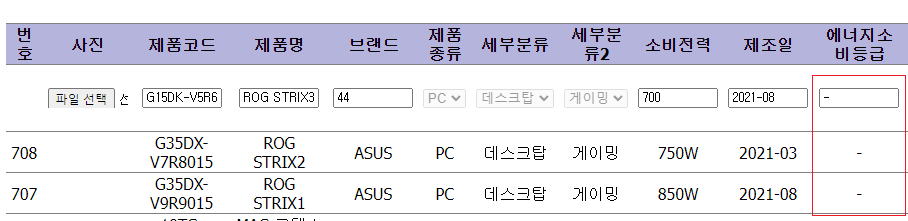 번호 사진 제품코드 제품명 브랜드 제품종류 세부분류 세부분류2 소비전력 제조일 에너지소비등급
파일 선택 선 G15DK-V5R6 ROG STRIX3 44 PC 데스크탑 게이밍 700 2021-08 -
708 G35DX-V7R8015 ROG STRIX2 ASUS PC 데스크탑 게이밍 750W 2021-03 -
707 G35DX-V9R9015 ROG STRIX1 ASUS PC 데스크탑 게이밍 850W 2021-08 -